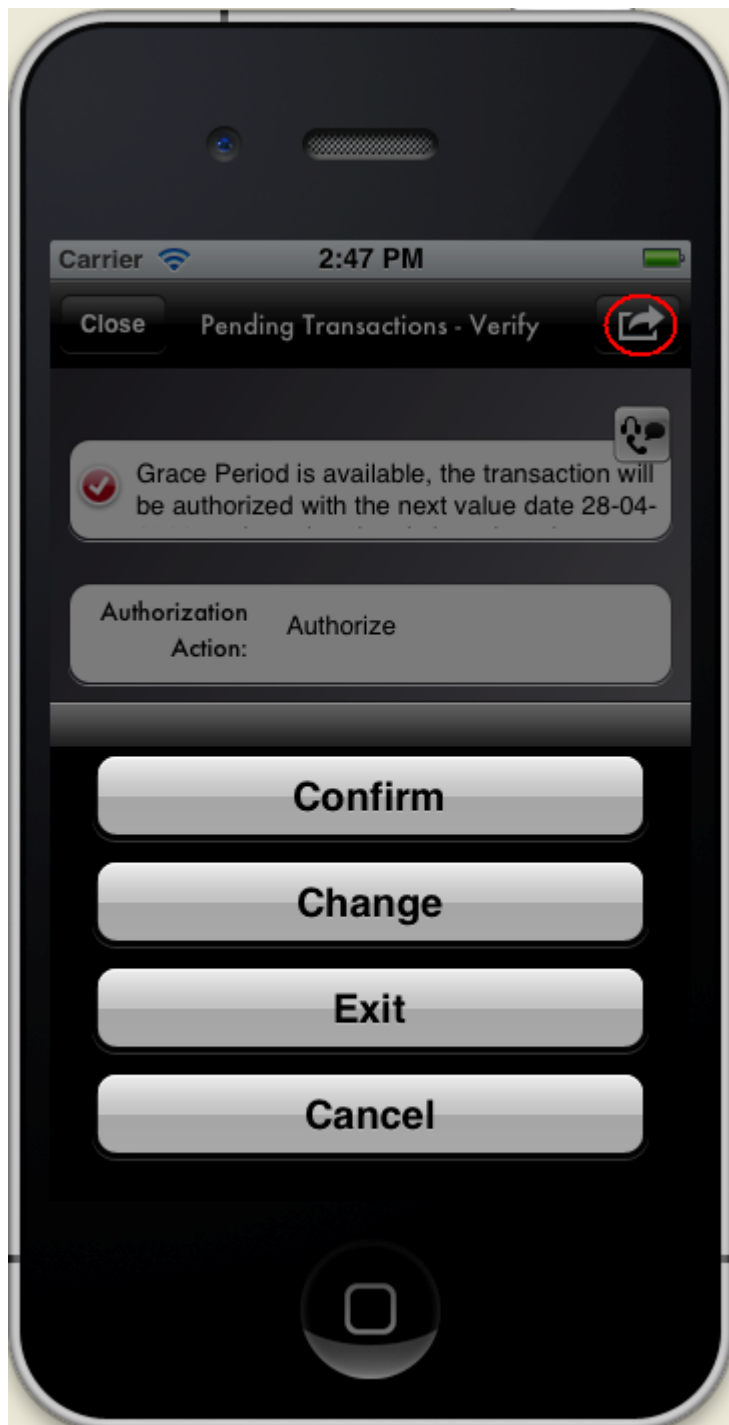 Carrier 2:47 PM
Close Pending Transactions - Verify
Grace Period is available, the transaction will
be authorized with the next value date 28-04-
Authorization
Action: Authorize
Confirm
Change
Exit
Cancel